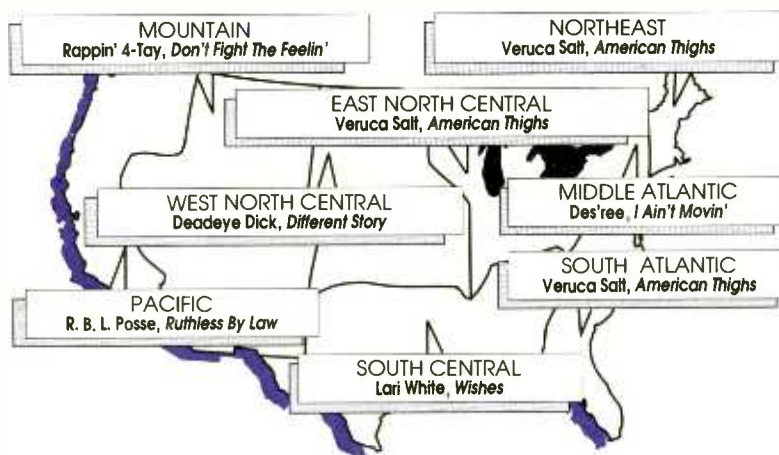 MOUNTAIN
Rappin' 4-Tay, Don't Fight The Feelin'
NORTHEAST
Veruca Salt, American Thighs
EAST NORTH CENTRAL
Veruca Salt, American Thighs
WEST NORTH CENTRAL
Deadeye Dick, Different Story
MIDDLE ATLANTIC
Des'ree, I Ain't Movin'
SOUTH ATLANTIC
Veruca Salt, American Thighs
PACIFIC
R. B. L. Posse, Ruthless By Law
SOUTH CENTRAL
Lari White, Wishes